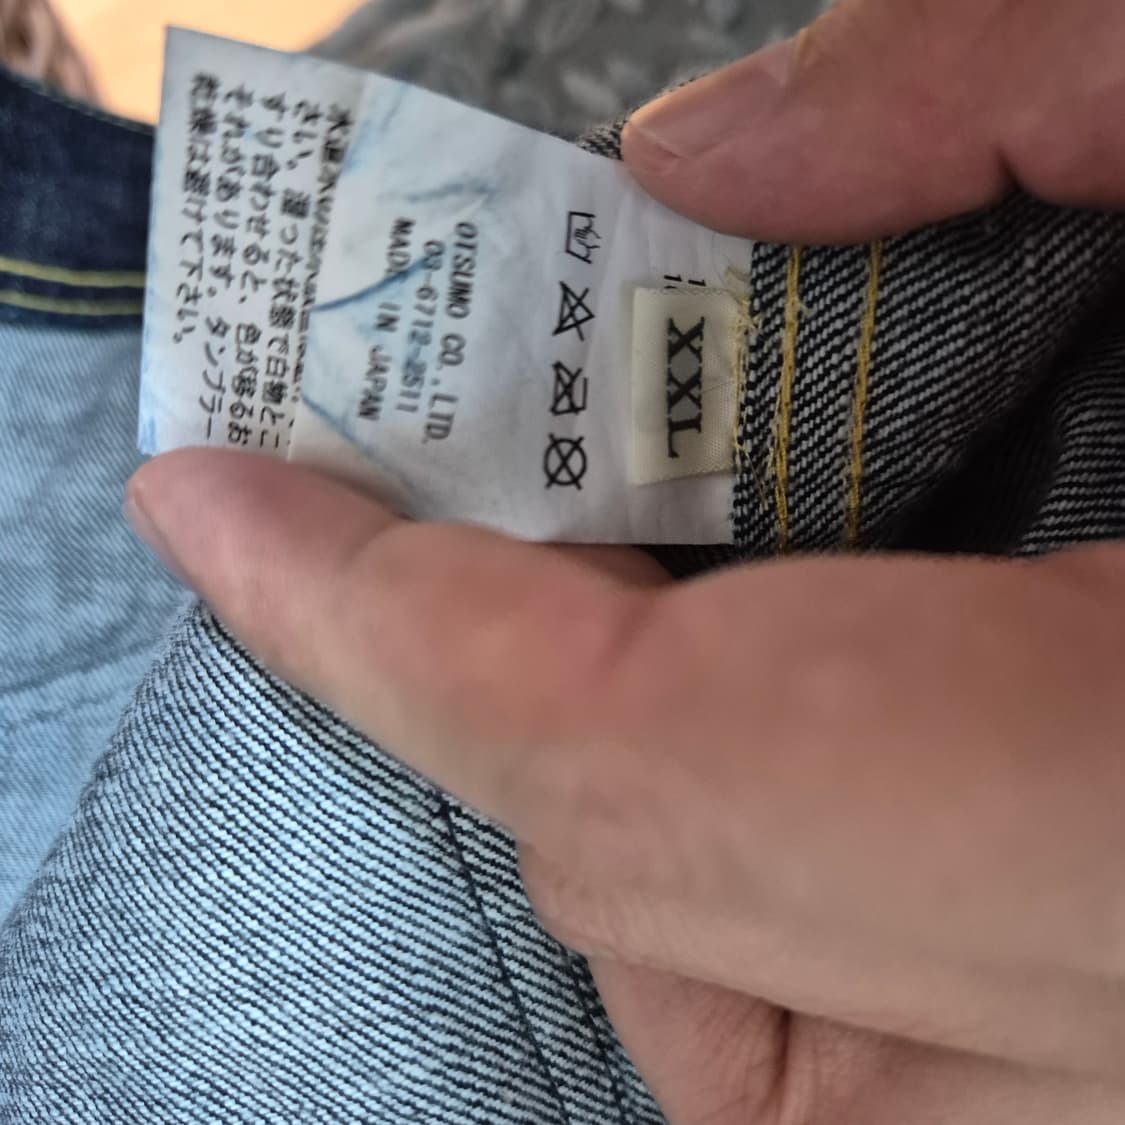 XXL
OTSUMO CO., LTD.
03-6712-2511
MADE IN JAPAN
さい。湿った状態で白物とこ
すり合わせると、色が移るお
それがあります。タンブラー
乾燥は避けて下さい。